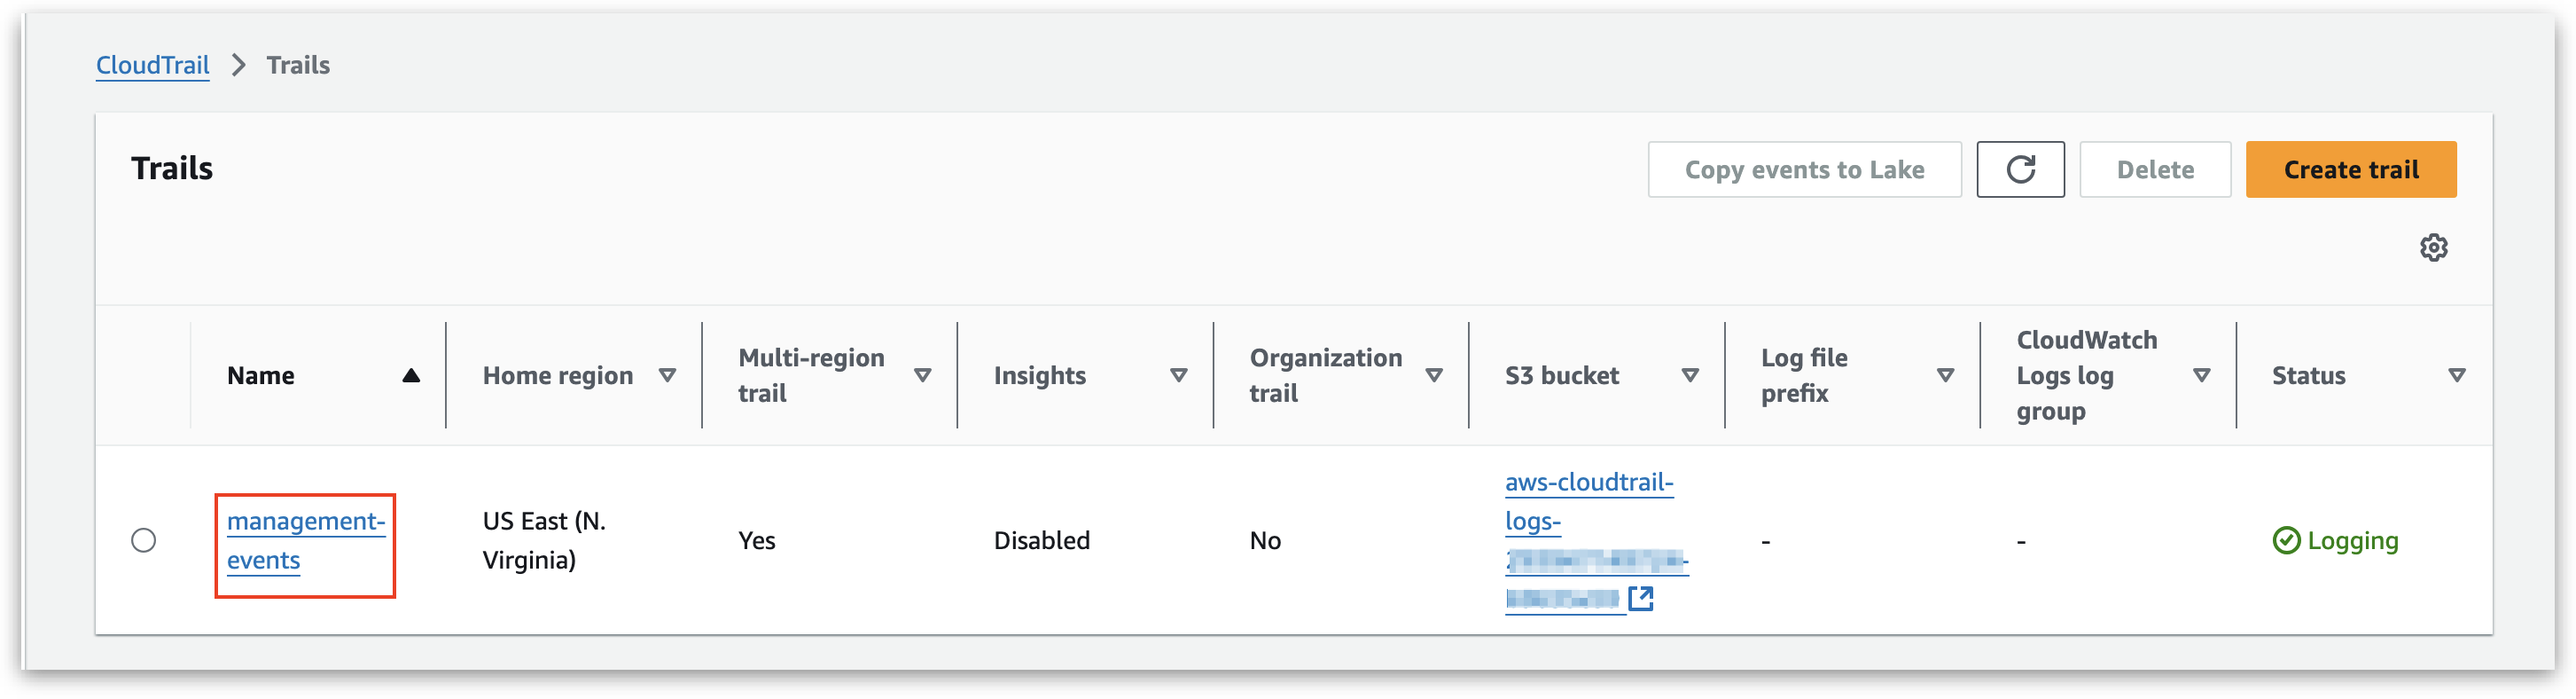 CloudTrail > Trails
Trails
Copy events to Lake
Delete
Create trail
Name
Home region
Multi-region
trail
Insights
Organization
trail
S3 bucket
Log file
prefix
CloudWatch
Logs log
group
Status
management-
events
US East (N.
Virginia)
Yes
Disabled
No
aws-cloudtrail-
logs-
-
-
Logging